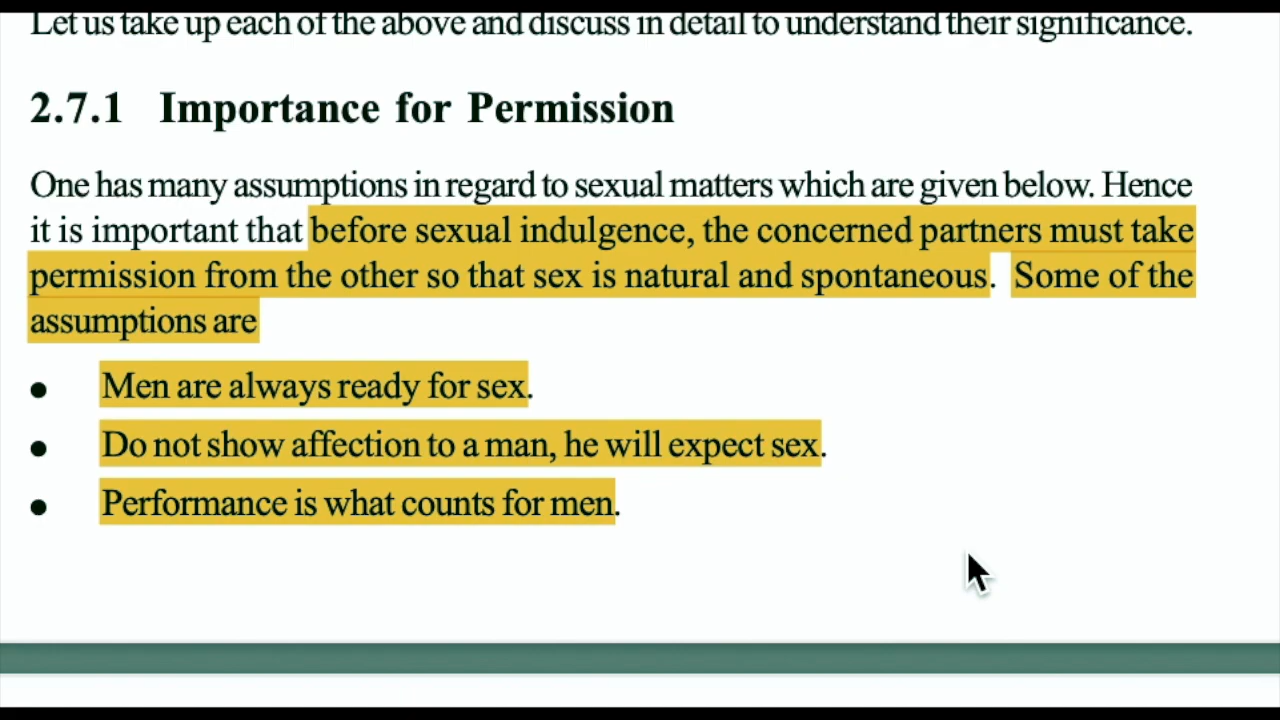 Let us take up each of the above and discuss in detail to understand their significance.
2.7.1 Importance for Permission
One has many assumptions in regard to sexual matters which are given below. Hence
it is important that before sexual indulgence, the concerned partners must take
permission from the other so that sex is natural and spontaneous. Some of the
assumptions are
● Men are always ready for sex.
● Do not show affection to a man, he will expect sex.
● Performance is what counts for men.